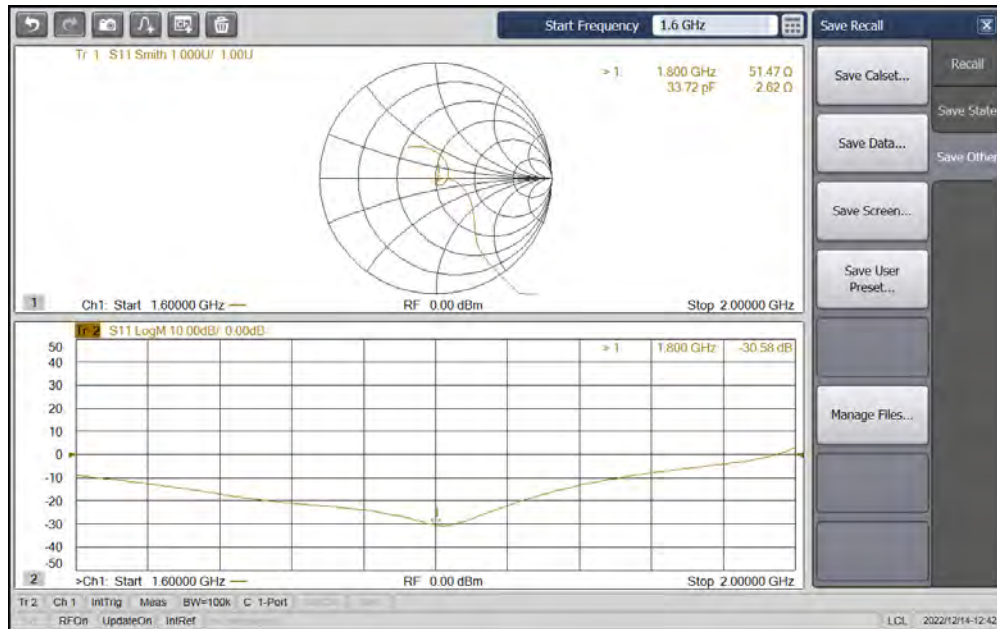 Start Frequency 1.6 GHz Save Recall
Tr 1 S11 Smith 1.000U/ 1.00U
> 1: 1.800 GHz 51.47 Ω
33.72 pF -2.62 Ω
Save Calset...
Recall
Save State
Save Data...
Save Other
Save Screen...
Save User
Preset...
1 Ch1: Start 1.60000 GHz RF 0.00 dBm Stop 2.00000 GHz
Tr 2 S11 LogM 10.00dB/ 0.00dB
> 1: 1.800 GHz -30.58 dB
50
40
30
20
10
0
-10
-20
-30
-40
-50
1
Manage Files...
2 >Ch1: Start 1.60000 GHz RF 0.00 dBm Stop 2.00000 GHz
Tr 2 Ch 1 IntTrig Meas BW=100k C 1-Port
RFOn UpdateOn IntRef LCL 2022/12/14-12:42